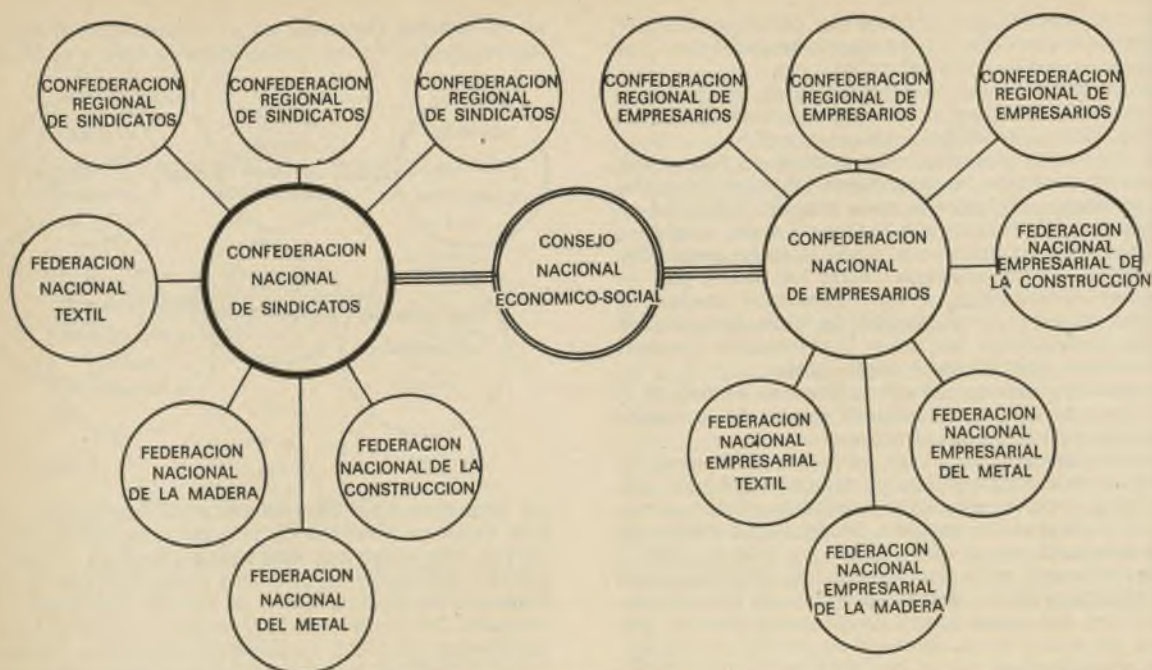 CONFEDERACION
REGIONAL
DE SINDICATOS
CONFEDERACION
REGIONAL
DE SINDICATOS
CONFEDERACION
REGIONAL
DE SINDICATOS
CONFEDERACION
REGIONAL DE
EMPRESARIOS
CONFEDERACION
REGIONAL DE
EMPRESARIOS
CONFEDERACION
REGIONAL DE
EMPRESARIOS
FEDERACION
NACIONAL
TEXTIL
CONFEDERACION
NACIONAL
DE SINDICATOS
CONSEJO
NACIONAL
ECONOMICO-SOCIAL
CONFEDERACION
NACIONAL
DE EMPRESARIOS
FEDERACION
NACIONAL
EMPRESARIAL DE
LA CONSTRUCCION
FEDERACION
NACIONAL
DE LA MADERA
FEDERACION
NACIONAL DE LA
CONSTRUCCION
FEDERACION
NACIONAL
EMPRESARIAL
TEXTIL
FEDERACION
NACIONAL
EMPRESARIAL
DEL METAL
FEDERACION
NACIONAL
DEL METAL
FEDERACION
NACIONAL
EMPRESARIAL
DE LA MADERA